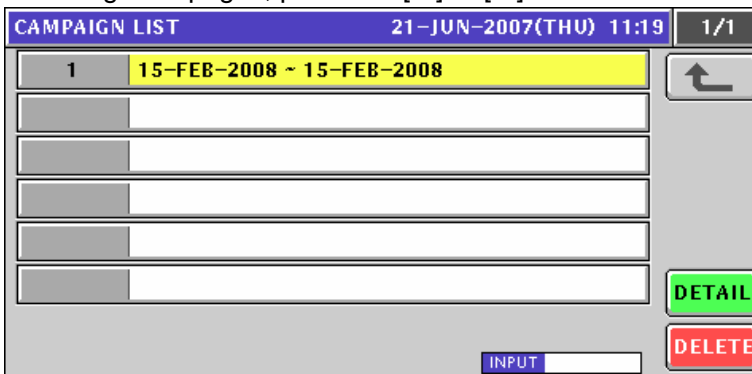 CAMPAIGN LIST 21-JUN-2007(THU) 11:19 1/1
1 15-FEB-2008 ~ 15-FEB-2008
DETAIL
DELETE
INPUT